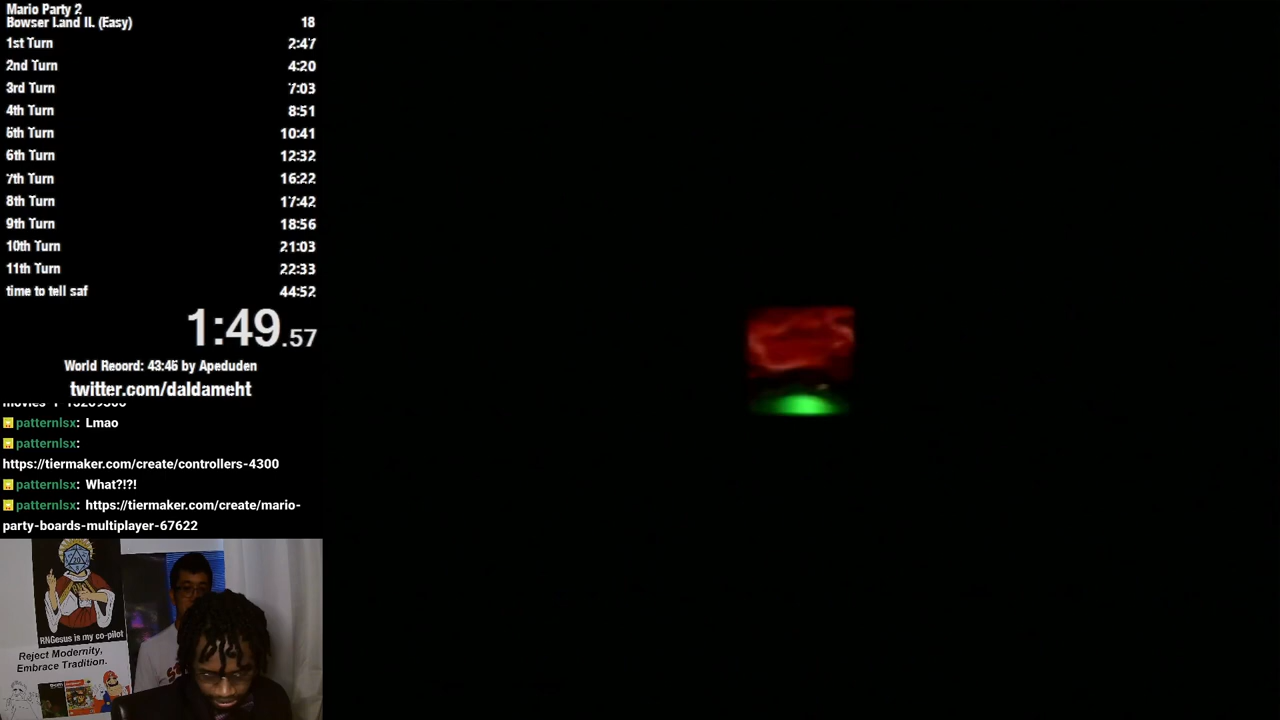 Mario Party 2
Bowser Land IL (Easy) 18
1st Turn 2:47
2nd Turn 4:20
3rd Turn 7:03
4th Turn 8:51
5th Turn 10:41
6th Turn 12:32
7th Turn 16:22
8th Turn 17:42
9th Turn 18:56
10th Turn 21:03
11th Turn 22:33
time to tell saf 44:52
1:49.57
World Record: 43:45 by Apeduden
twitter.com/daldameht
patternlsx: Lmao
patternlsx:
https://tiermaker.com/create/controllers-4300
patternlsx: What?!?!
patternlsx: https://tiermaker.com/create/mario-
party-boards-multiplayer-67622
RNGesus is my co-pilot
Reject Modernity,
Embrace Tradition.